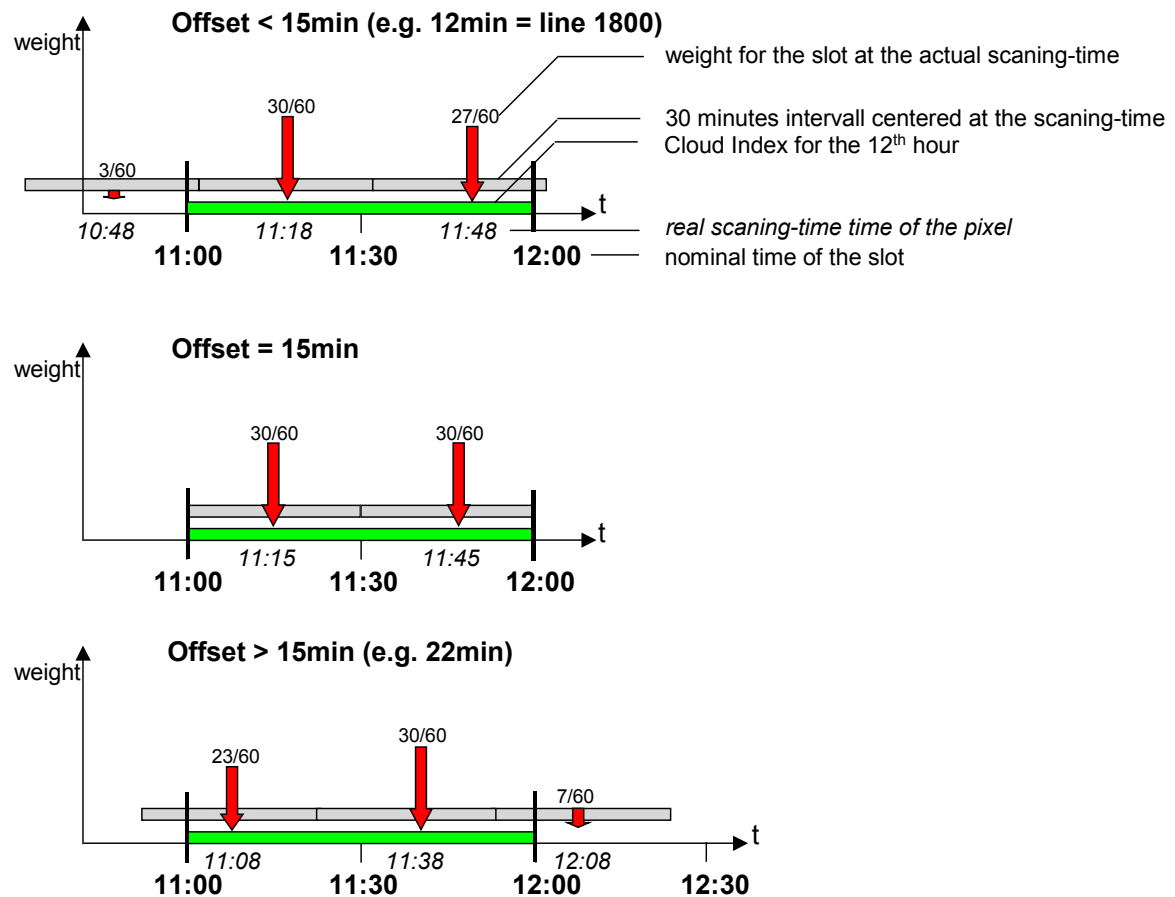 Offset < 15min (e.g. 12min = line 1800)
weight
weight for the slot at the actual scaning-time
30/60
27/60
30 minutes intervall centered at the scaning-time
Cloud Index for the 12th hour
3/60
t
10:48
11:18
11:48
real scaning-time time of the pixel
11:00
11:30
12:00
nominal time of the slot
Offset = 15min
weight
30/60
30/60
t
11:15
11:45
11:00
11:30
12:00
Offset > 15min (e.g. 22min)
weight
23/60
30/60
7/60
t
11:08
11:38
12:08
11:00
11:30
12:00
12:30